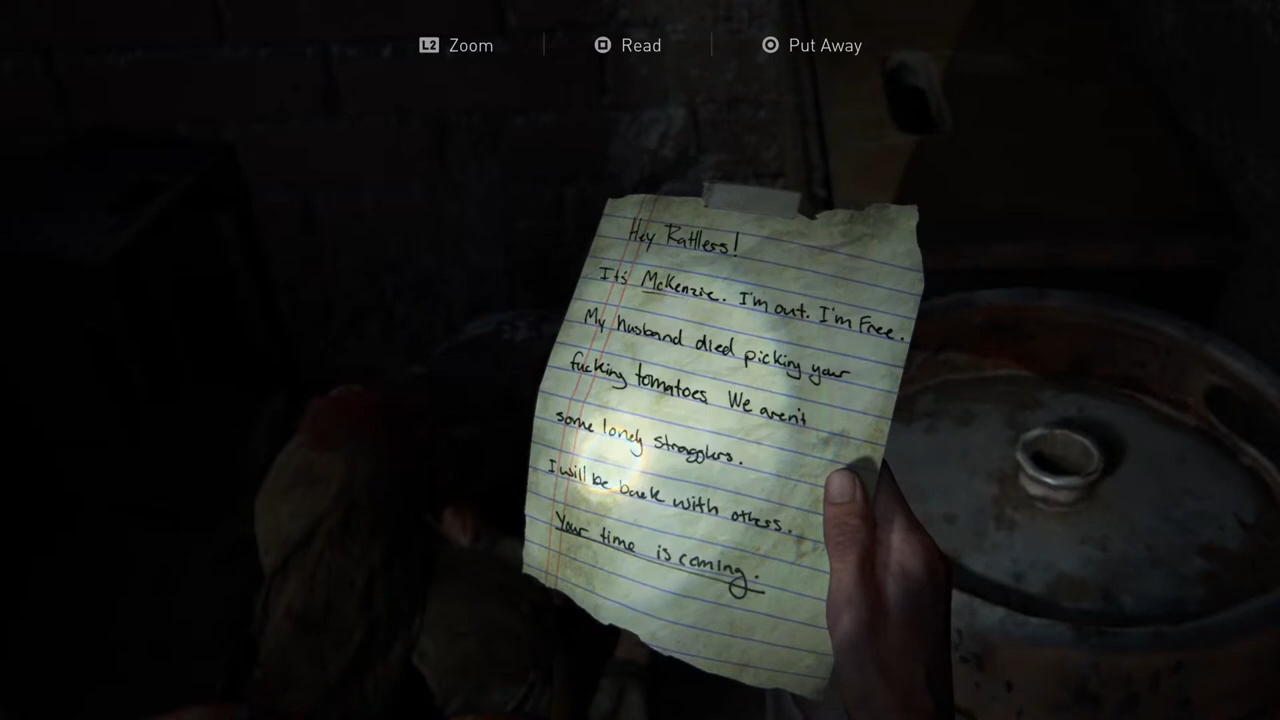 L2 Zoom Read Put Away
Hey Rattlers!
It's McKenzie. I'm out. I'm Free.
My husband died picking your
fucking tomatoes. We aren't
some lonely stragglers.
I will be back with others.
Your time is coming.